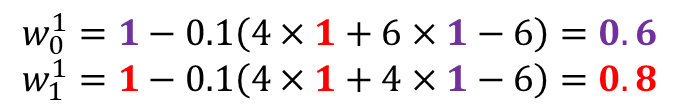 w₀¹ = 1 − 0.1(4 × 1 + 6 × 1 − 6) = 0.6
w₁¹ = 1 − 0.1(4 × 1 + 4 × 1 − 6) = 0.8